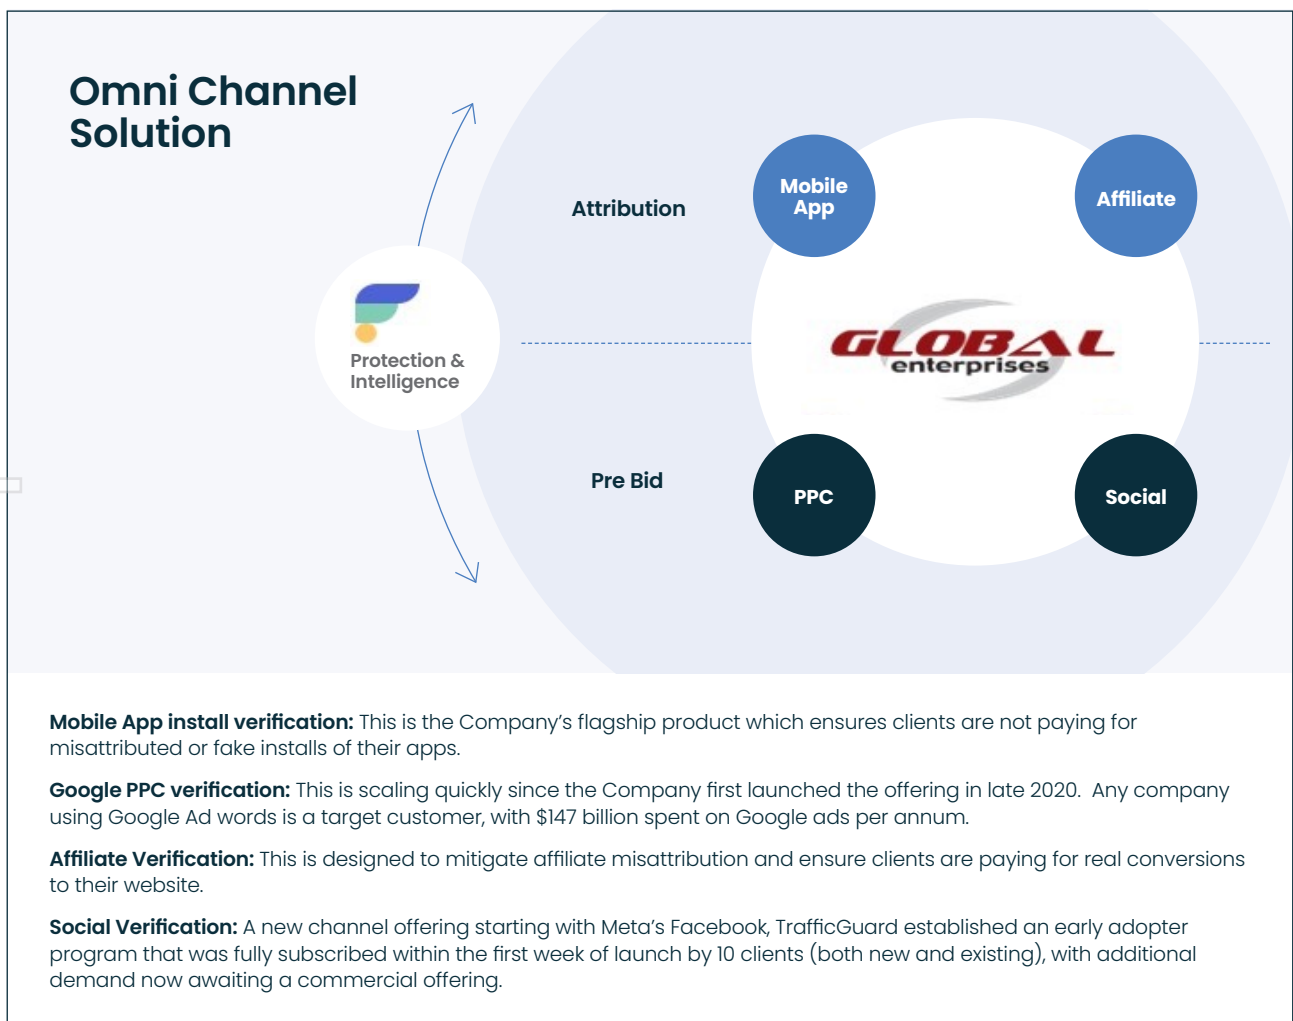 Omni Channel
Solution
Attribution
Mobile
App
Affiliate
Protection &
Intelligence
GLOBAL
enterprises
Pre Bid
PPC
Social
Mobile App install verification: This is the Company’s flagship product which ensures clients are not paying for
misattributed or fake installs of their apps.
Google PPC verification: This is scaling quickly since the Company first launched the offering in late 2020.  Any company
using Google Ad words is a target customer, with $147 billion spent on Google ads per annum.
Affiliate Verification: This is designed to mitigate affiliate misattribution and ensure clients are paying for real conversions
to their website.
Social Verification: A new channel offering starting with Meta’s Facebook, TrafficGuard established an early adopter
program that was fully subscribed within the first week of launch by 10 clients (both new and existing), with additional
demand now awaiting a commercial offering.